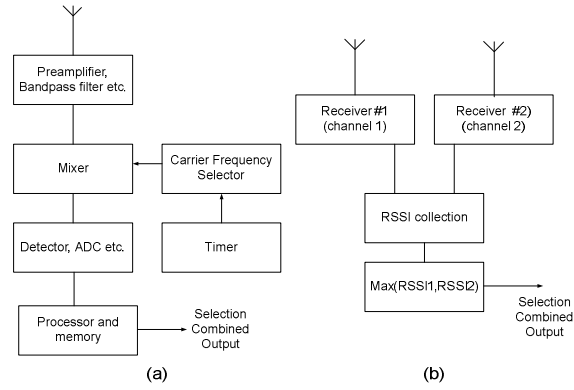 Preamplifier,
Bandpass filter etc.
Mixer
Carrier Frequency
Selector
Detector, ADC etc.
Timer
Processor and
memory
Selection
Combined
Output
(a)
Receiver #1
(channel 1)
Receiver #2)
(channel 2)
RSSI collection
Max(RSSI1,RSSI2)
Selection
Combined
Output
(b)